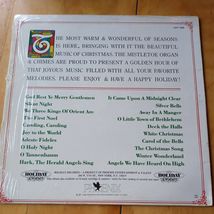 THE MOST WARM & WONDERFUL OF SEASONS
IS HERE, BRINGING WITH IT THE BEAUTIFUL
MUSIC OF CHRISTMAS. THE MISTLETOE ORGAN
& CHIMES ARE PROUD TO PRESENT A GOLDEN HOUR OF
THAT JOYOUS MUSIC FILLED WITH ALL YOUR FAVORITE
MELODIES. PLEASE ENJOY & HAVE A HAPPY HOLIDAY!
God Rest Ye Merry Gentlemen
Silent Night
We Three Kings Of Orient Are
The First Noel
Caroling, Caroling
Joy to the World
Adeste Fideles
O Holy Night
O Tannenbaum
Hark, The Herald Angels Sing
It Came Upon A Midnight Clear
Silver Bells
Away In A Manger
O Little Town of Bethlehem
Deck the Halls
White Christmas
Carol of the Bells
The Christmas Song
Winter Wonderland
Angels We Have Heard On High